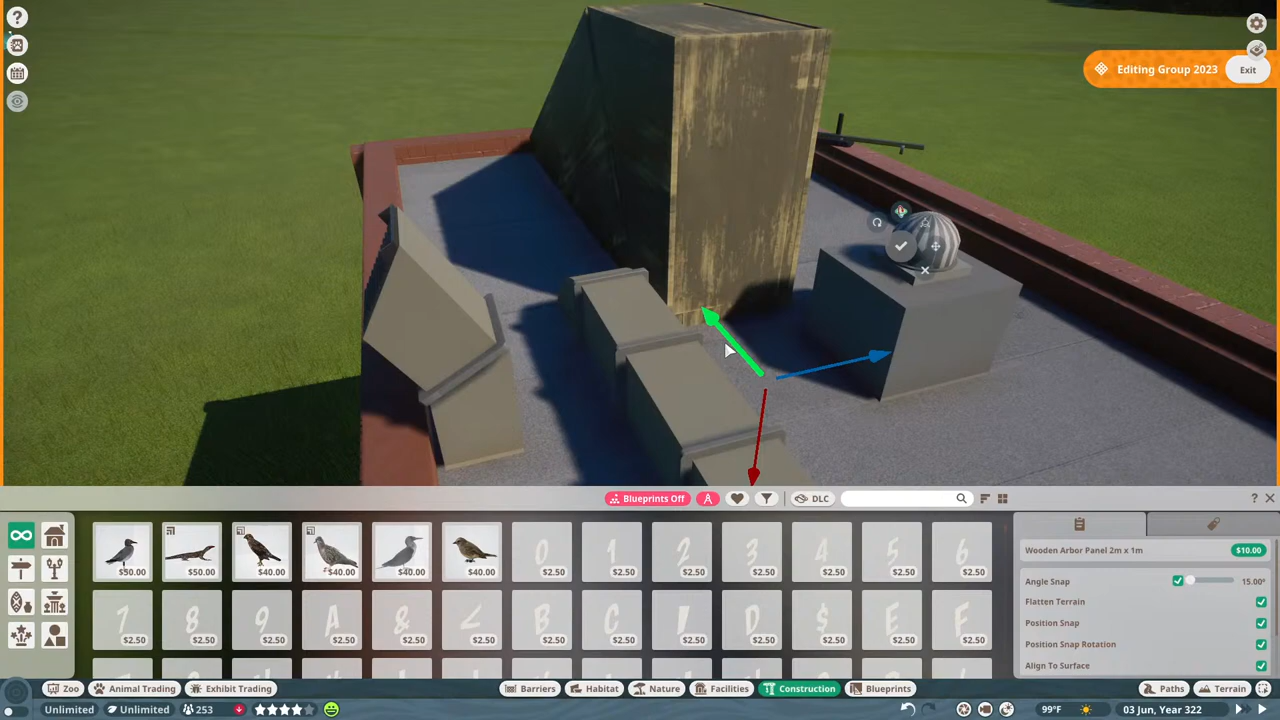 ?
Editing Group 2023
Exit
Blueprints Off
DLC
?
$50.00
$50.00
$40.00
$40.00
$40.00
$40.00
0
$2.50
1
$2.50
2
$2.50
3
$2.50
4
$2.50
5
$2.50
6
$2.50
7
$2.50
8
$2.50
9
$2.50
A
$2.50
&
$2.50
<
$2.50
B
$2.50
C
$2.50
$2.50
D
$2.50
$
$2.50
E
$2.50
F
$2.50
Wooden Arbor Panel 2m x 1m
$10.00
Angle Snap
15.00°
Flatten Terrain
Position Snap
Position Snap Rotation
Align To Surface
Zoo
Animal Trading
Exhibit Trading
Barriers
Habitat
Nature
Facilities
Construction
Blueprints
Paths
Terrain
Unlimited
Unlimited
253
99°F
03 Jun, Year 322